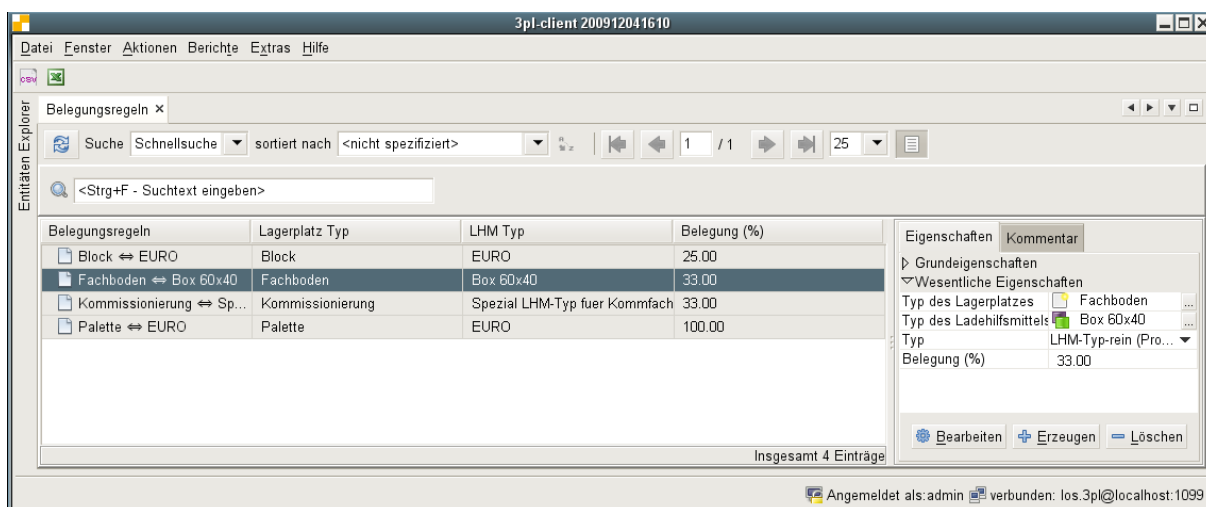 3pl-client 200912041610
Datei Fenster Aktionen Berichte Extras Hilfe
CSV
Entitäten Explorer
Belegungsregeln ×
Suche Schnellsuche sortiert nach <nicht spezifiziert> 1 / 1 25
<Strg+F - Suchtext eingeben>
Belegungsregeln Lagerplatz Typ LHM Typ Belegung (%)
Block ⇔ EURO Block EURO 25.00
Fachboden ⇔ Box 60x40 Fachboden Box 60x40 33.00
Kommissionierung ⇔ Sp... Kommissionierung Spezial LHM-Typ fuer Kommfach 33.00
Palette ⇔ EURO Palette EURO 100.00
Insgesamt 4 Einträge
Eigenschaften Kommentar
Grundeigenschaften
Wesentliche Eigenschaften
Typ des Lagerplatzes Fachboden ...
Typ des Ladehilfsmittels Box 60x40 ...
Typ LHM-Typ-rein (Pro...
Belegung (%) 33.00
Bearbeiten Erzeugen Löschen
Angemeldet als:admin verbunden: los.3pl@localhost:1099